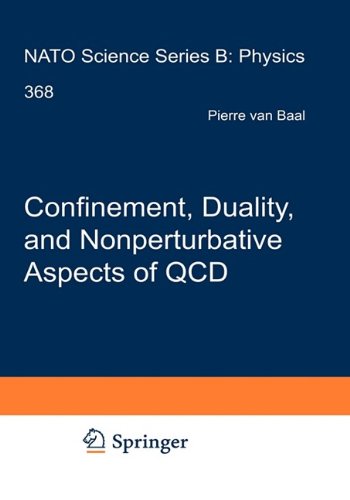 NATO Science Series B: Physics
368
Pierre van Baal
Confinement, Duality,
and Nonperturbative
Aspects of QCD
Springer